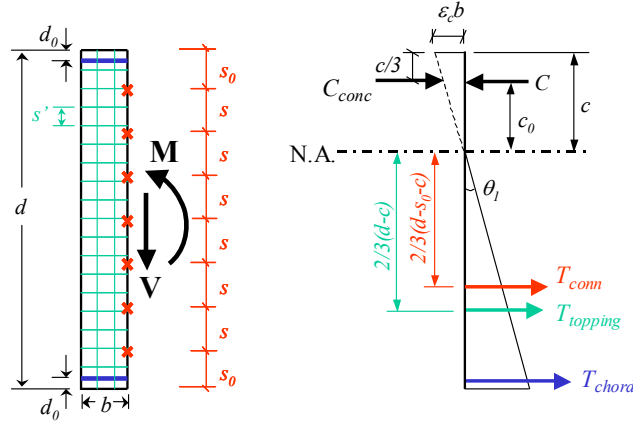 d₀
s'
d
M
V
d₀
b
s₀
s
s
s
s
s
s
s₀
εcb
c/3
Cconc
C
c₀
c
N.A.
θ₁
2/3(d-c)
2/3(d-s₀-c)
Tconn
Ttopping
Tchord